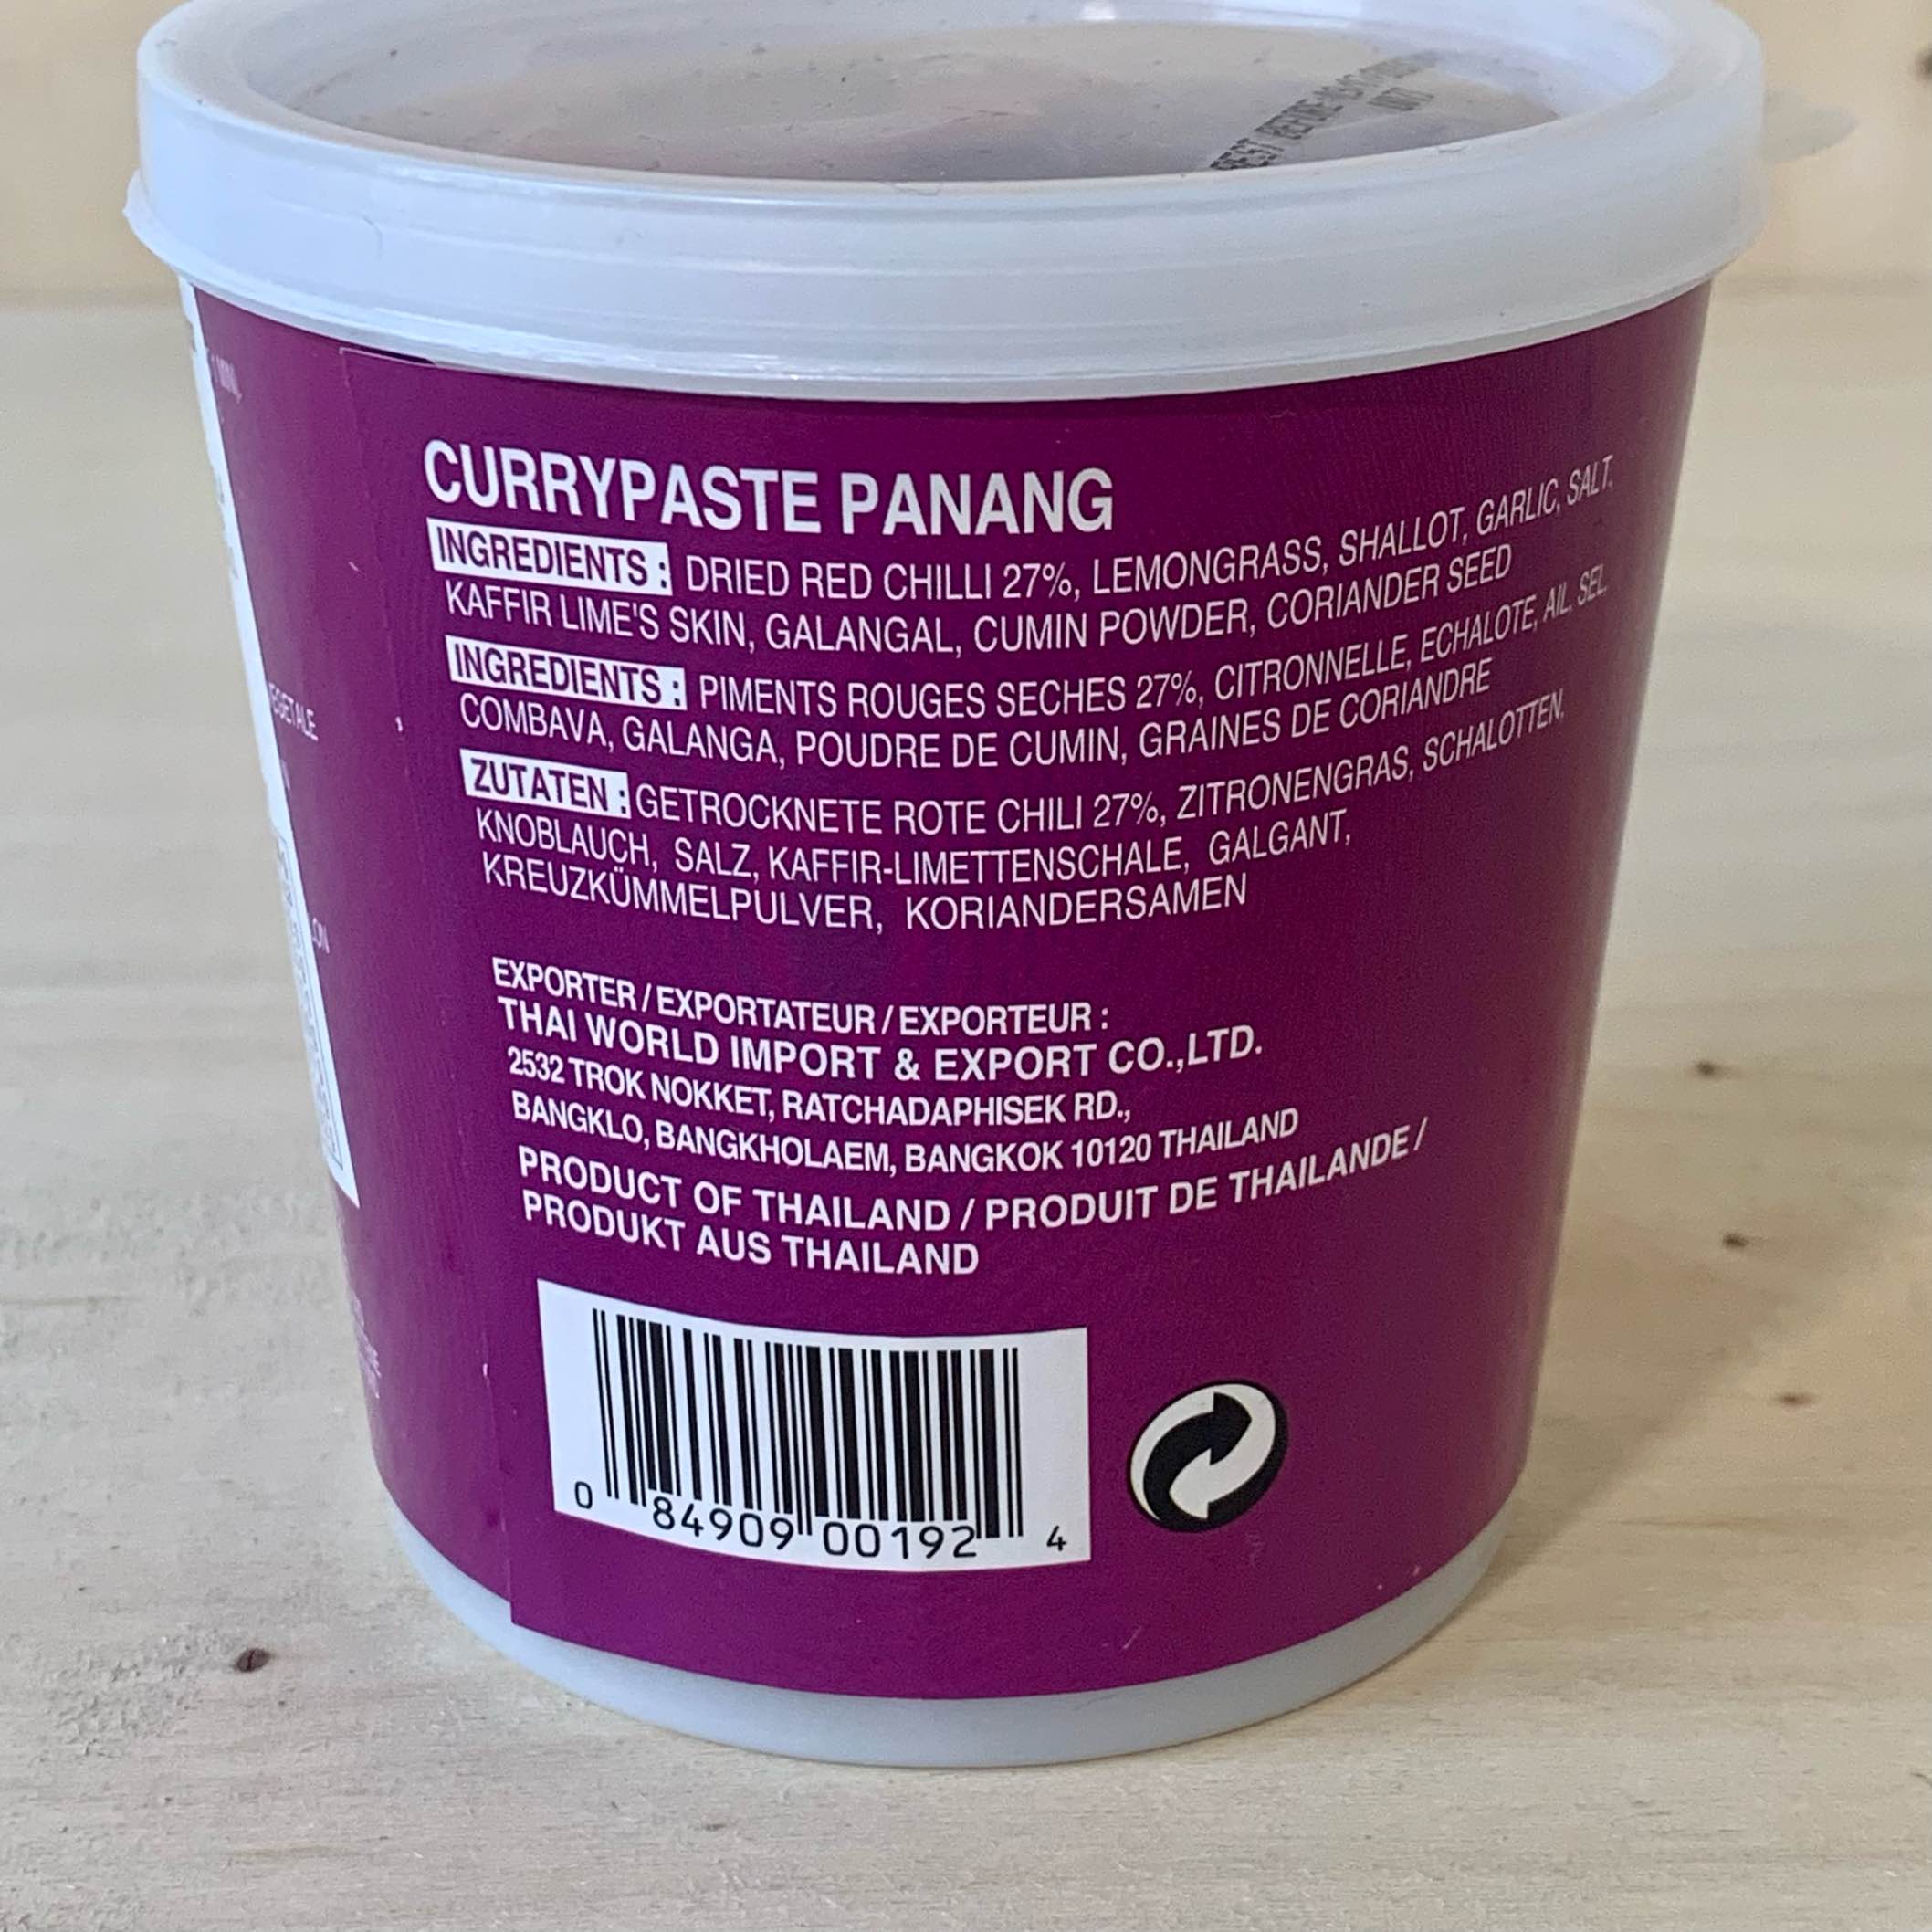 BEST BEFORE
CURRYPASTE PANANG
INGREDIENTS : DRIED RED CHILLI 27%, LEMONGRASS, SHALLOT, GARLIC, SALT,
KAFFIR LIME'S SKIN, GALANGAL, CUMIN POWDER, CORIANDER SEED
INGREDIENTS : PIMENTS ROUGES SECHES 27%, CITRONNELLE, ECHALOTE, AIL, SEL,
COMBAVA, GALANGA, POUDRE DE CUMIN, GRAINES DE CORIANDRE
ZUTATEN : GETROCKNETE ROTE CHILI 27%, ZITRONENGRAS, SCHALOTTEN,
KNOBLAUCH, SALZ, KAFFIR-LIMETTENSCHALE, GALGANT,
KREUZKÜMMELPULVER, KORIANDERSAMEN
EXPORTER / EXPORTATEUR / EXPORTEUR :
THAI WORLD IMPORT & EXPORT CO.,LTD.
2532 TROK NOKKET, RATCHADAPHISEK RD.,
BANGKLO, BANGKHOLAEM, BANGKOK 10120 THAILAND
PRODUCT OF THAILAND / PRODUIT DE THAILANDE /
PRODUKT AUS THAILAND
0 84909 00192 4